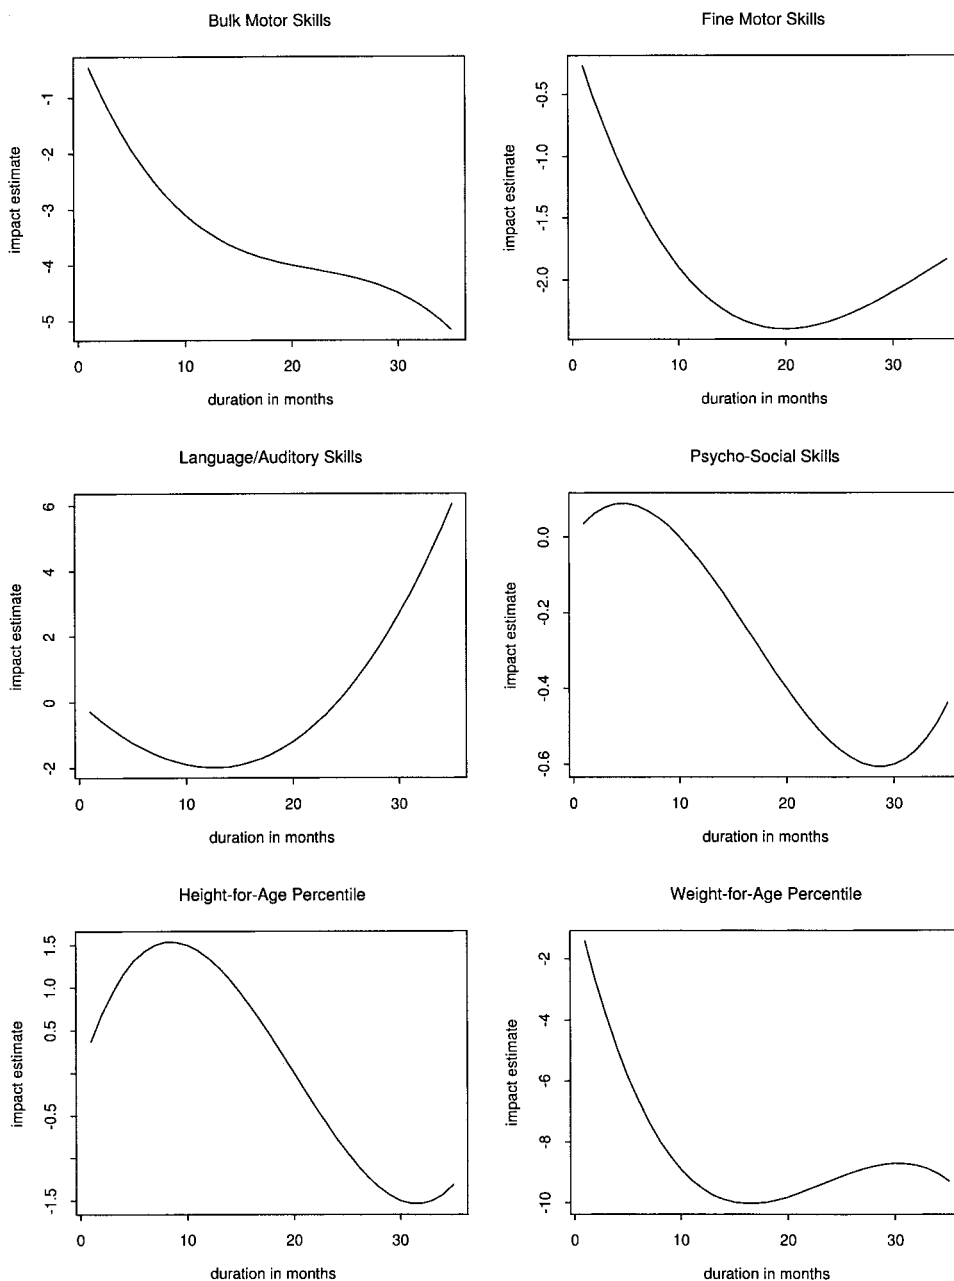 Bulk Motor Skills
impact estimate
-1
-2
-3
-4
-5
0 10 20 30
duration in months
Fine Motor Skills
impact estimate
-0.5
-1.0
-1.5
-2.0
0 10 20 30
duration in months
Language/Auditory Skills
impact estimate
6
4
2
0
-2
0 10 20 30
duration in months
Psycho-Social Skills
impact estimate
0.0
-0.2
-0.4
-0.6
0 10 20 30
duration in months
Height-for-Age Percentile
impact estimate
1.5
1.0
0.5
-0.5
-1.5
0 10 20 30
duration in months
Weight-for-Age Percentile
impact estimate
-2
-4
-6
-8
-10
0 10 20 30
duration in months